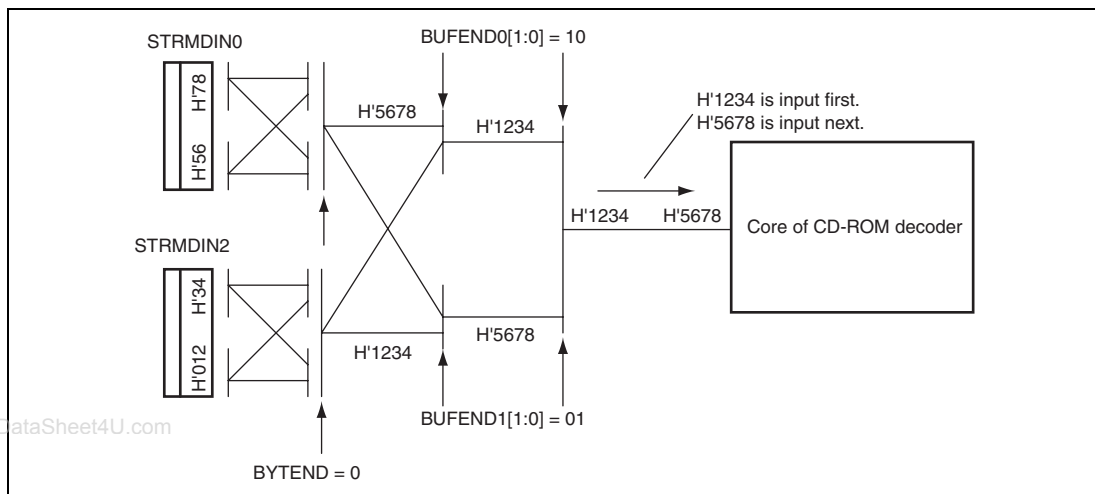 STRMDIN0
H'78
H'56
BUFEND0[1:0] = 10
H'5678
H'1234
H'1234 is input first.
H'5678 is input next.
H'1234
H'5678
Core of CD-ROM decoder
STRMDIN2
H'34
H'012
H'1234
H'5678
BUFEND1[1:0] = 01
BYTEND = 0
DataSheet4U.com